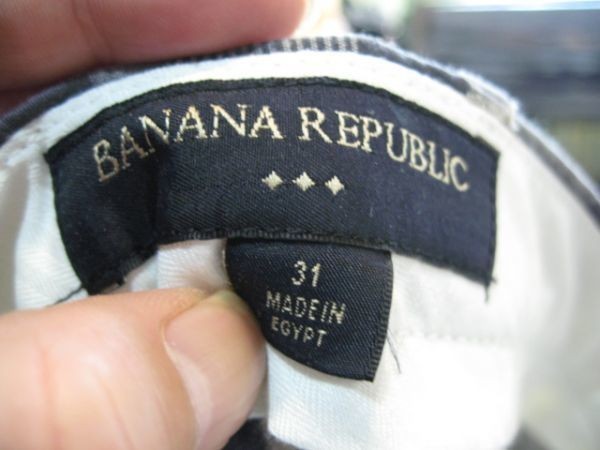 BANANA REPUBLIC
31
MADE IN
EGYPT